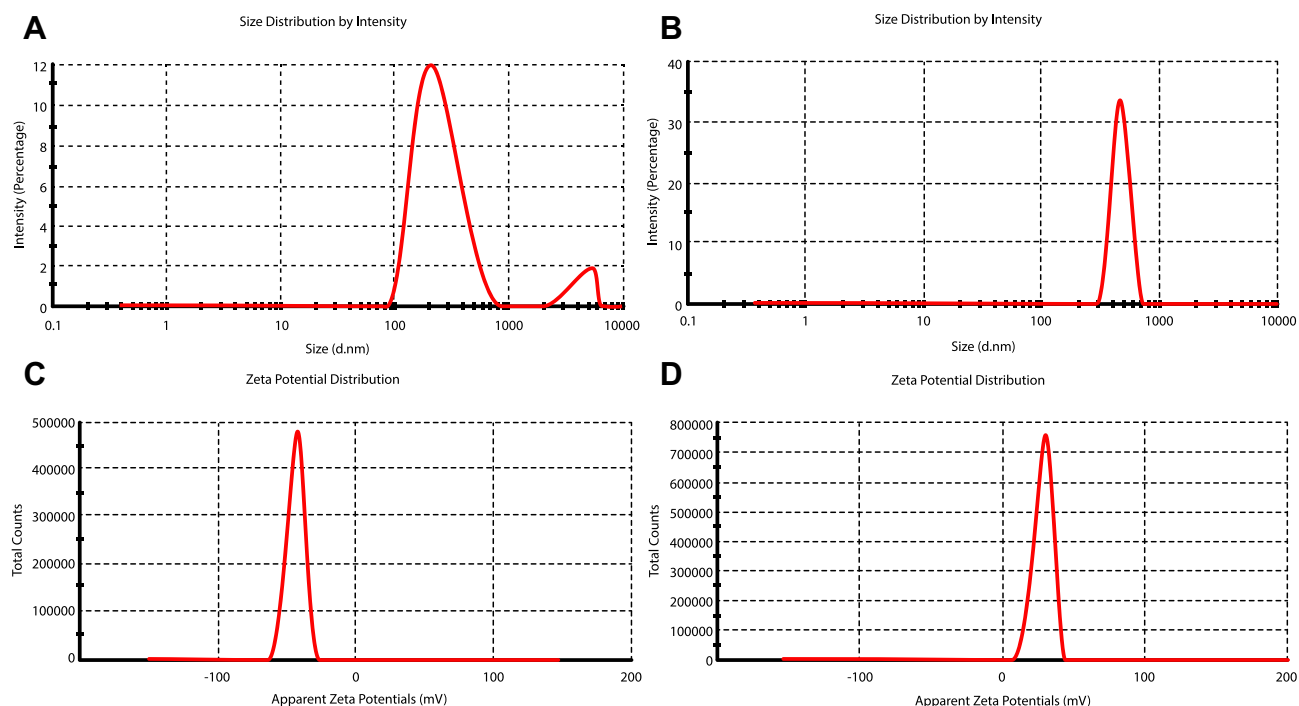 A
Size Distribution by Intensity
Intensity (Percentage)
12
10
8
6
4
2
0
0.1 1 10 100 1000 10000
Size (d.nm)
B
Size Distribution by Intensity
Intensity (Percentage)
40
30
20
10
0
0.1 1 10 100 1000 10000
Size (d.nm)
C
Zeta Potential Distribution
Total Counts
500000
400000
300000
200000
100000
0
-100 0 100 200
Apparent Zeta Potentials (mV)
D
Zeta Potential Distribution
Total Counts
800000
700000
600000
500000
400000
300000
200000
100000
0
-100 0 100 200
Apparent Zeta Potentials (mV)